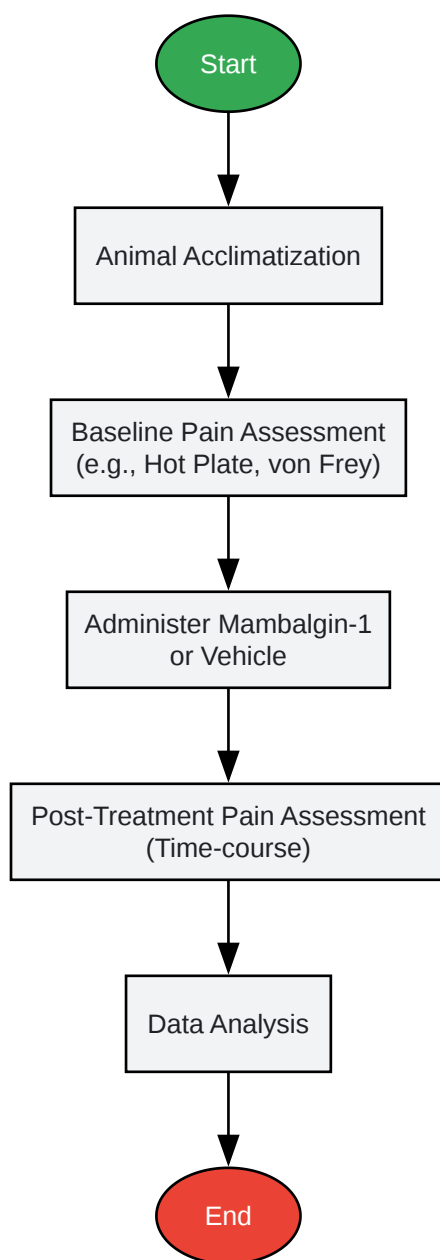 Start
Animal Acclimatization
Baseline Pain Assessment
(e.g., Hot Plate, von Frey)
Administer Mambalgin-1
or Vehicle
Post-Treatment Pain Assessment
(Time-course)
Data Analysis
End